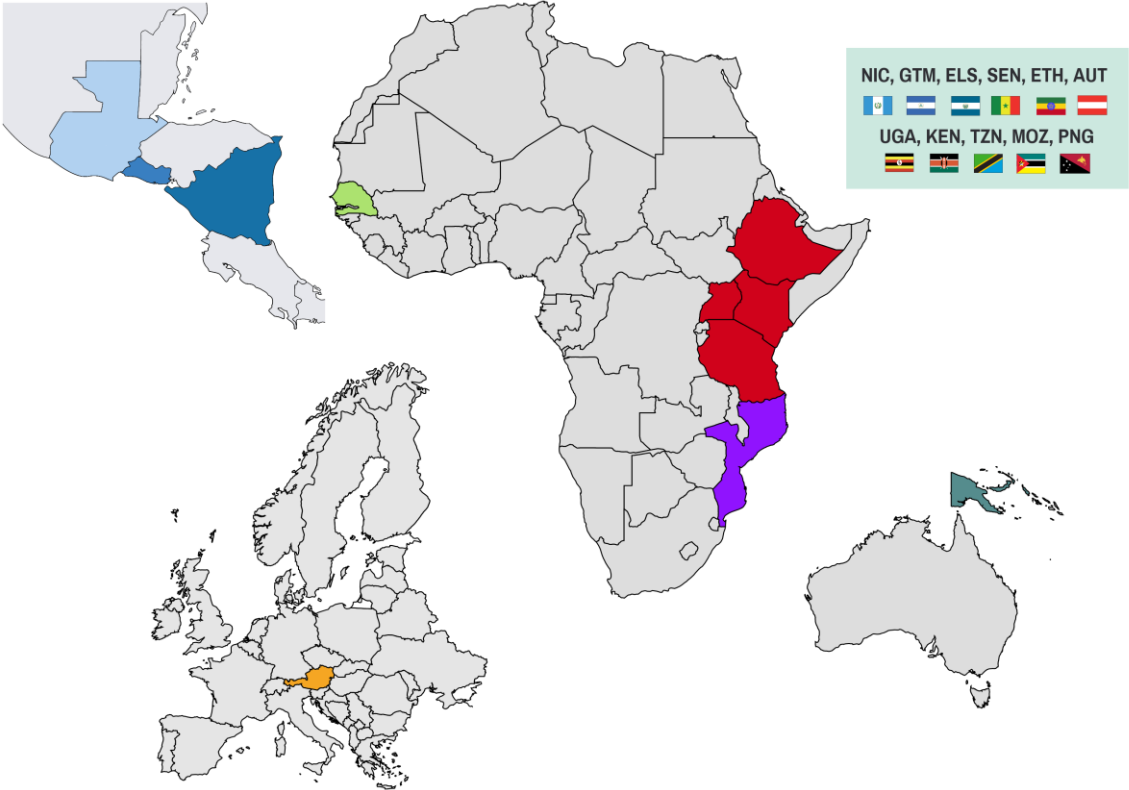 NIC, GTM, ELS, SEN, ETH, AUT
UGA, KEN, TZN, MOZ, PNG